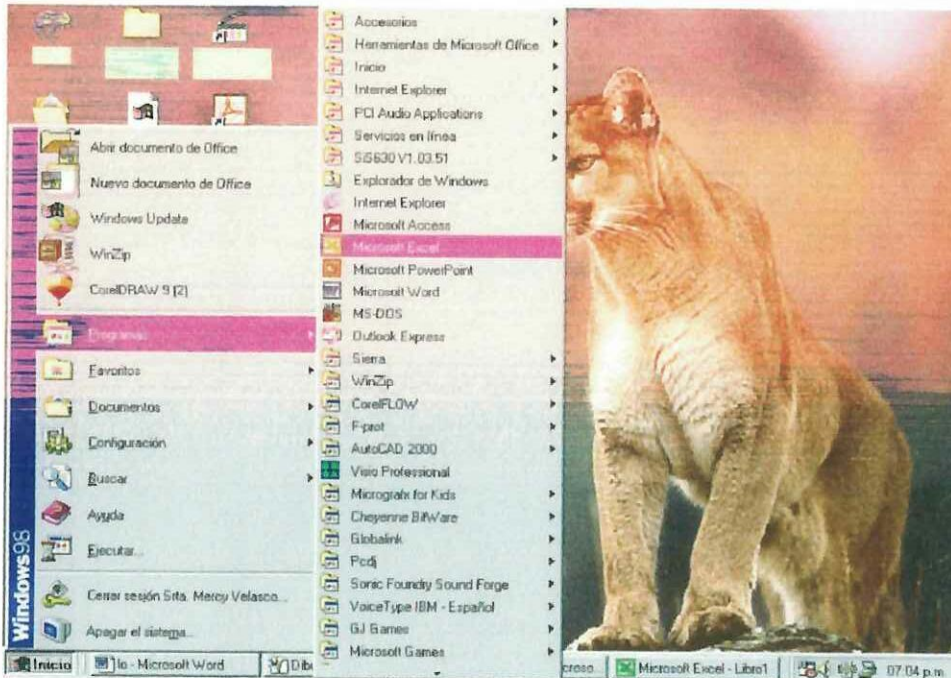 Abrir documento de Office
Nuevo documento de Office
Windows Update
WinZip
CorelDRAW 9 (2)
Programas
Favoritos
Documentos
Configuración
Buscar
Ayuda
Ejecutar...
Cerrar sesión Srta. Mercy Velasco...
Apagar el sistema...
Windows98
Accesorios
Herramientas de Microsoft Office
Inicio
Internet Explorer
PCI Audio Applications
Servicios en línea
SiS630 V1.03.51
Explorador de Windows
Internet Explorer
Microsoft Access
Microsoft Excel
Microsoft PowerPoint
Microsoft Word
MS-DOS
Outlook Express
Sierra
WinZip
CorelFLOW
F-prot
AutoCAD 2000
Visio Professional
Micrografx for Kids
Cheyenne BitWare
Globalink
Pcdj
Sonic Foundry Sound Forge
VoiceType IBM - Español
GJ Games
Microsoft Games
Inicio
lo - Microsoft Word
Dibu
croso...
Microsoft Excel - Libro1
07:04 p.m.